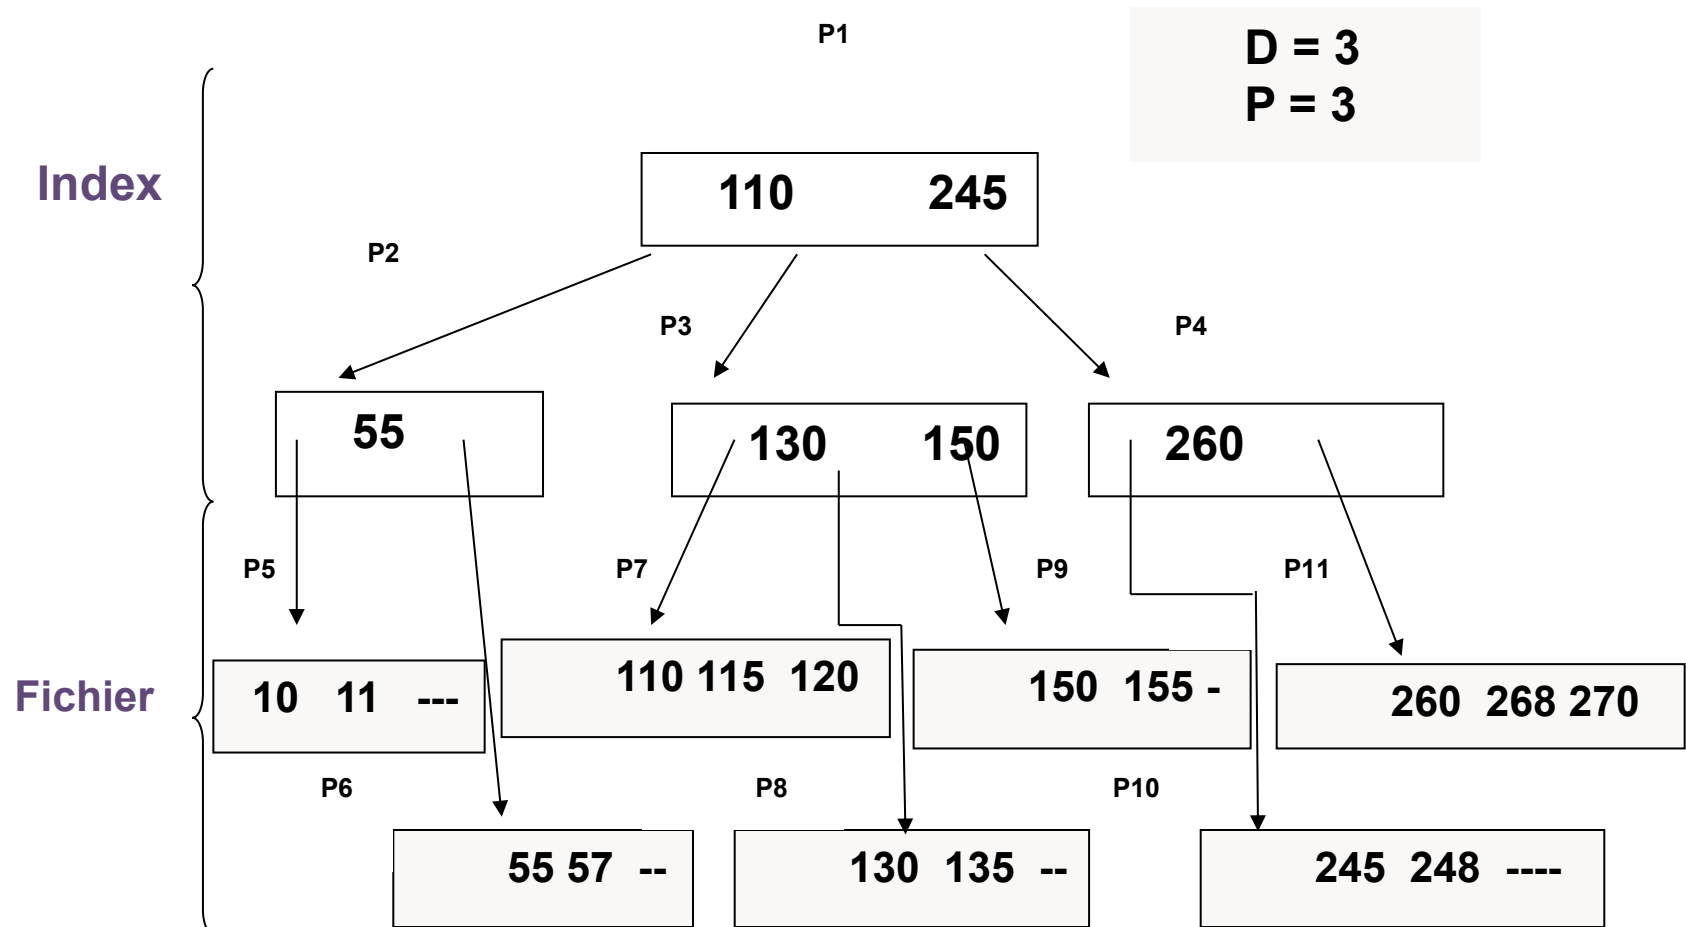 P1
D = 3
P = 3
Index
110 245
P2
P3
P4
55
130 150
260
P5
P7
P9
P11
Fichier
10 11 ---
110 115 120
150 155 -
260 268 270
P6
P8
P10
55 57 --
130 135 --
245 248 ----